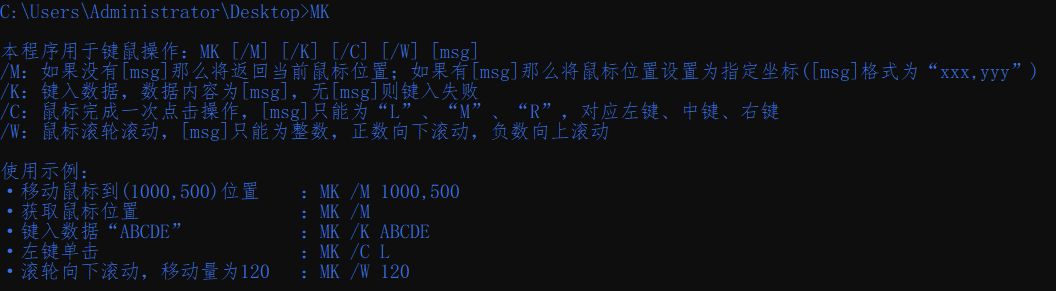 C:\Users\Administrator\Desktop>MK
本程序用于键鼠操作：MK [/M] [/K] [/C] [/W] [msg]
/M：如果没有[msg]那么将返回当前鼠标位置；如果有[msg]那么将鼠标位置设置为指定坐标([msg]格式为“xxx,yyy”)
/K：键入数据，数据内容为[msg]，无[msg]则键入失败
/C：鼠标完成一次点击操作，[msg]只能为“L”、“M”、“R”，对应左键、中键、右键
/W：鼠标滚轮滚动，[msg]只能为整数，正数向下滚动，负数向上滚动
使用示例：
·移动鼠标到(1000,500)位置 ：MK /M 1000,500
·获取鼠标位置 ：MK /M
·键入数据“ABCDE” ：MK /K ABCDE
·左键单击 ：MK /C L
·滚轮向下滚动，移动量为120 ：MK /W 120